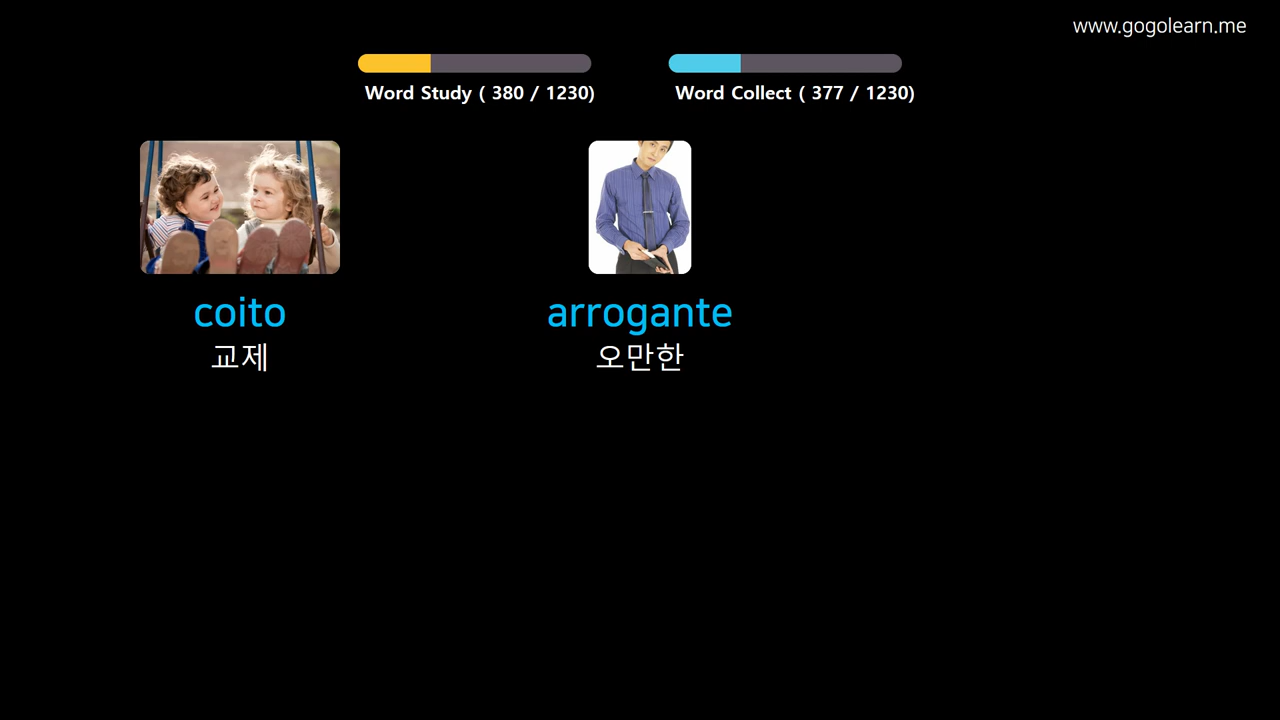 www.gogolearn.me
Word Study ( 380 / 1230)
Word Collect ( 377 / 1230)
coito
교제
arrogante
오만한